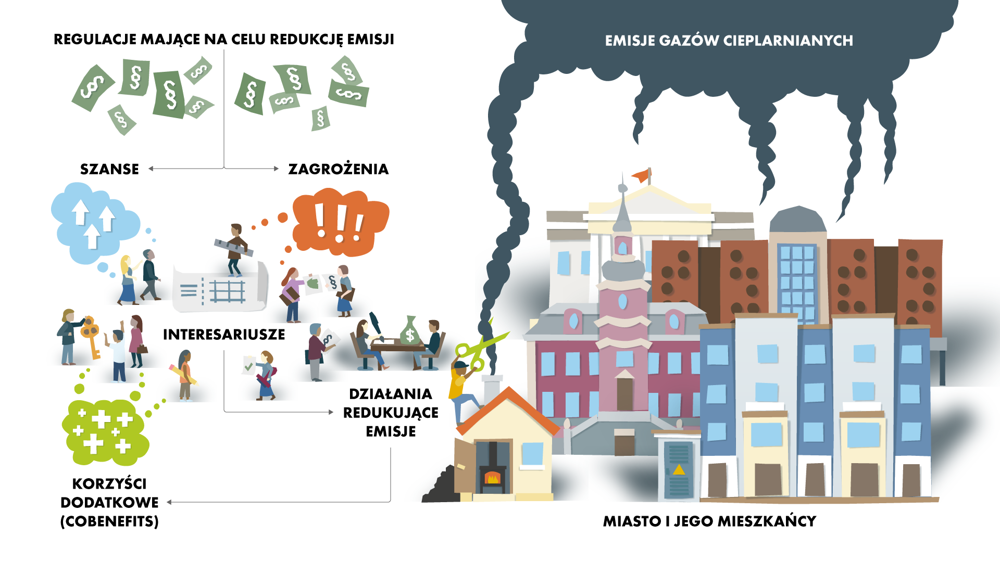 REGULACJE MAJĄCE NA CELU REDUKCJĘ EMISJI
§ § § § § §
§ § § § § §
EMISJE GAZÓW CIEPLARNIANYCH
SZANSE
ZAGROŻENIA
! ! !
§
§
$
INTERESARIUSZE
DZIAŁANIA
REDUKUJĄCE
EMISJE
KORZYŚCI
DODATKOWE
(COBENEFITS)
MIASTO I JEGO MIESZKAŃCY